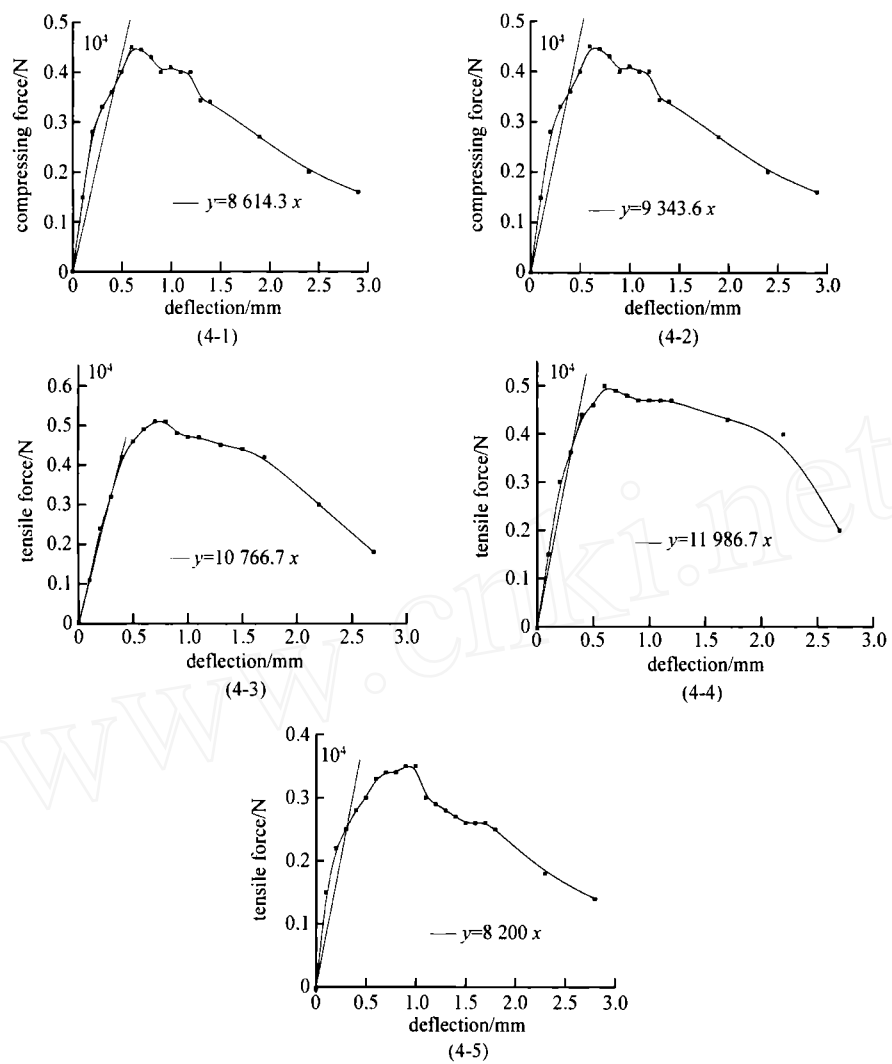 0.5
10⁴
0.4
0.3
0.2
0.1
0
compressing force/N
y=8 614.3 x
0.5 1.0 1.5 2.0 2.5 3.0
deflection/mm
(4-1)
0.5
10⁴
0.4
0.3
0.2
0.1
0
compressing force/N
y=9 343.6 x
0 0.5 1.0 1.5 2.0 2.5 3.0
deflection/mm
(4-2)
10⁴
0.6
0.5
0.4
0.3
0.2
0.1
0
tensile force/N
y=10 766.7 x
0 0.5 1.0 1.5 2.0 2.5 3.0
deflection/mm
(4-3)
10⁴
0.5
0.4
0.3
0.2
0.1
0
tensile force/N
y=11 986.7 x
0 0.5 1.0 1.5 2.0 2.5 3.0
deflection/mm
(4-4)
0.4
10⁴
0.3
0.2
0.1
0
tensile force/N
y=8 200 x
0 0.5 1.0 1.5 2.0 2.5 3.0
deflection/mm
(4-5)
www.cnki.net